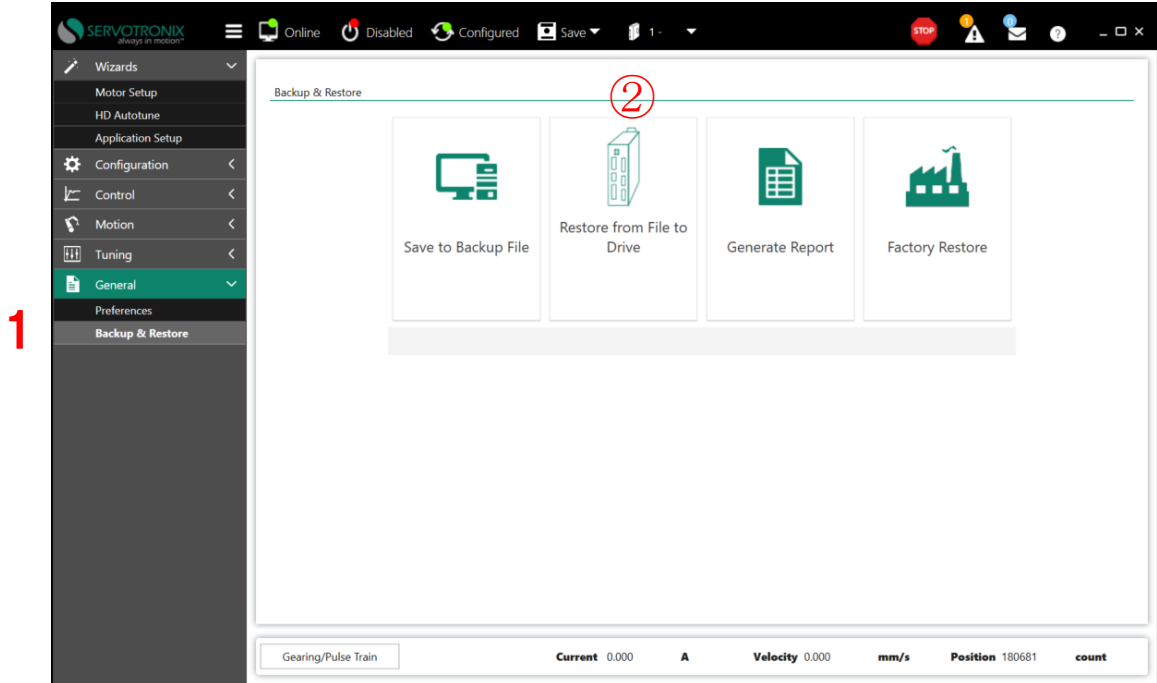 SERVOTRONIX
always in motion™
Online
Disabled
Configured
Save
1 -
STOP
1
0
?
Wizards
Motor Setup
HD Autotune
Application Setup
Configuration
Control
Motion
Tuning
General
Preferences
Backup & Restore
1
Backup & Restore
②
Save to Backup File
Restore from File to
Drive
Generate Report
Factory Restore
Gearing/Pulse Train
Current 0.000 A
Velocity 0.000 mm/s
Position 180681 count